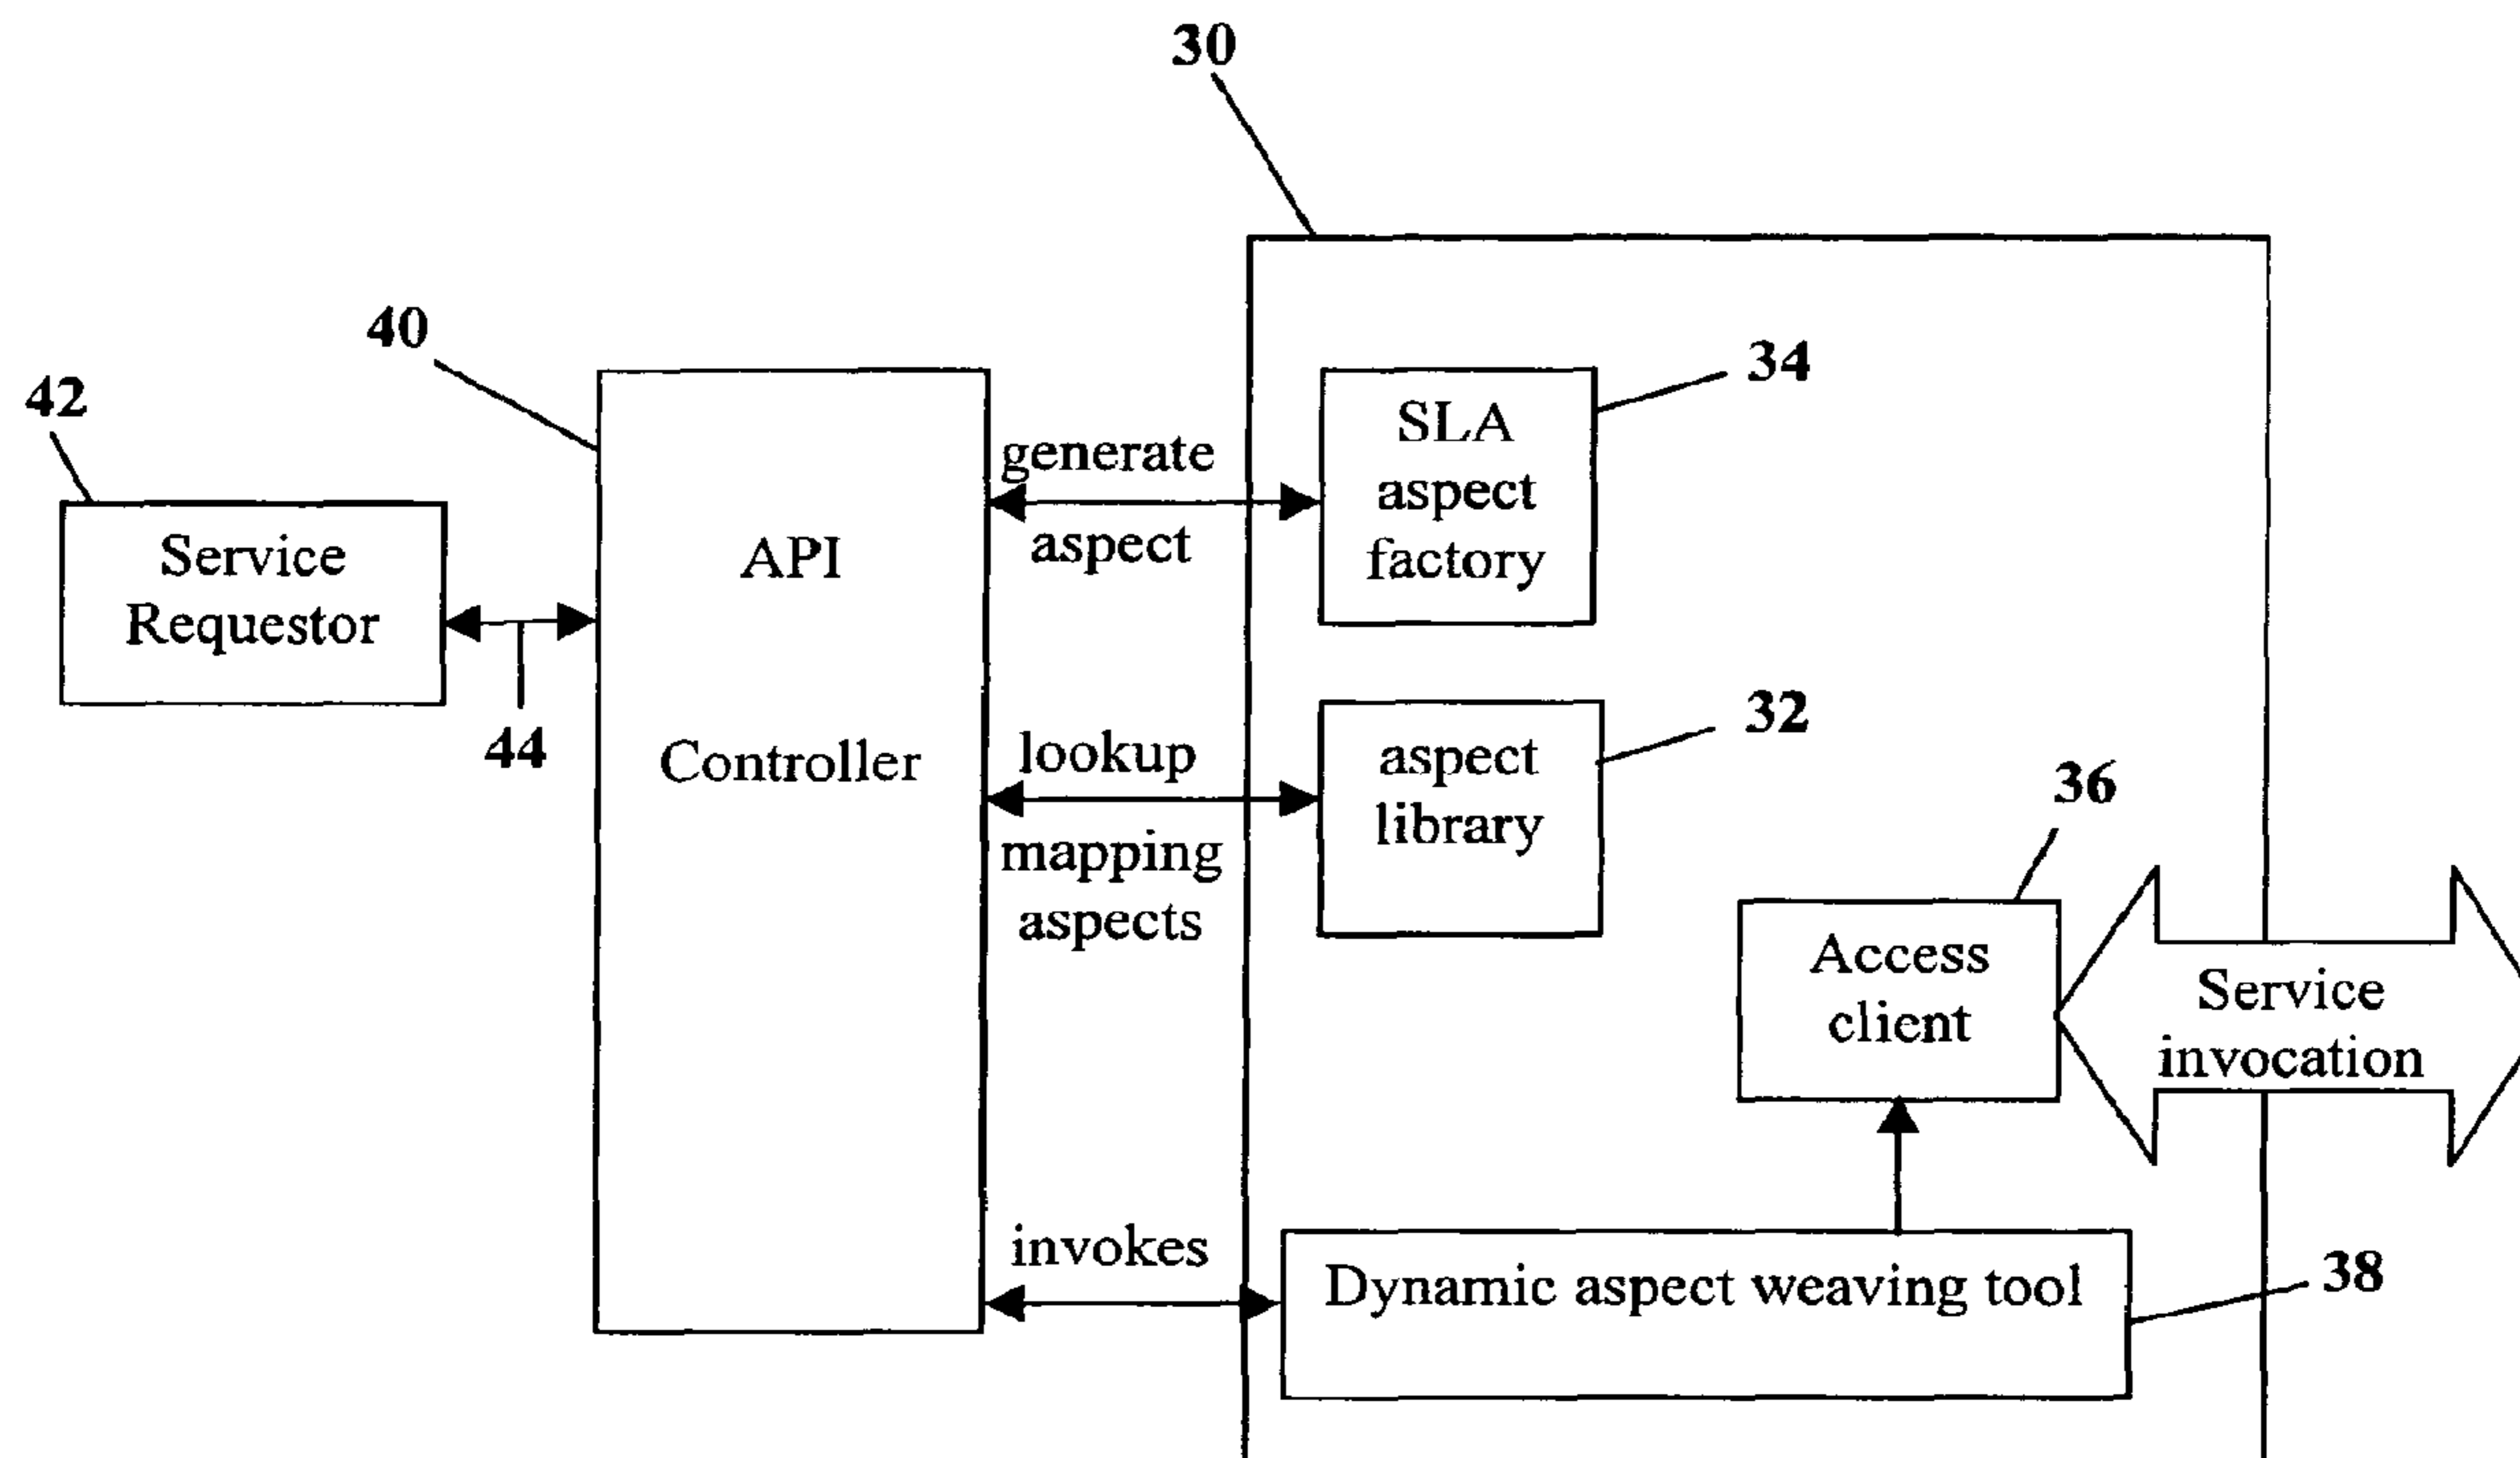 30
40
42
34
SLA
aspect
factory
generate
aspect
API
Controller
Service
Requestor
44
32
aspect
library
lookup
mapping
aspects
36
Access
client
Service
invocation
invokes
Dynamic aspect weaving tool
38